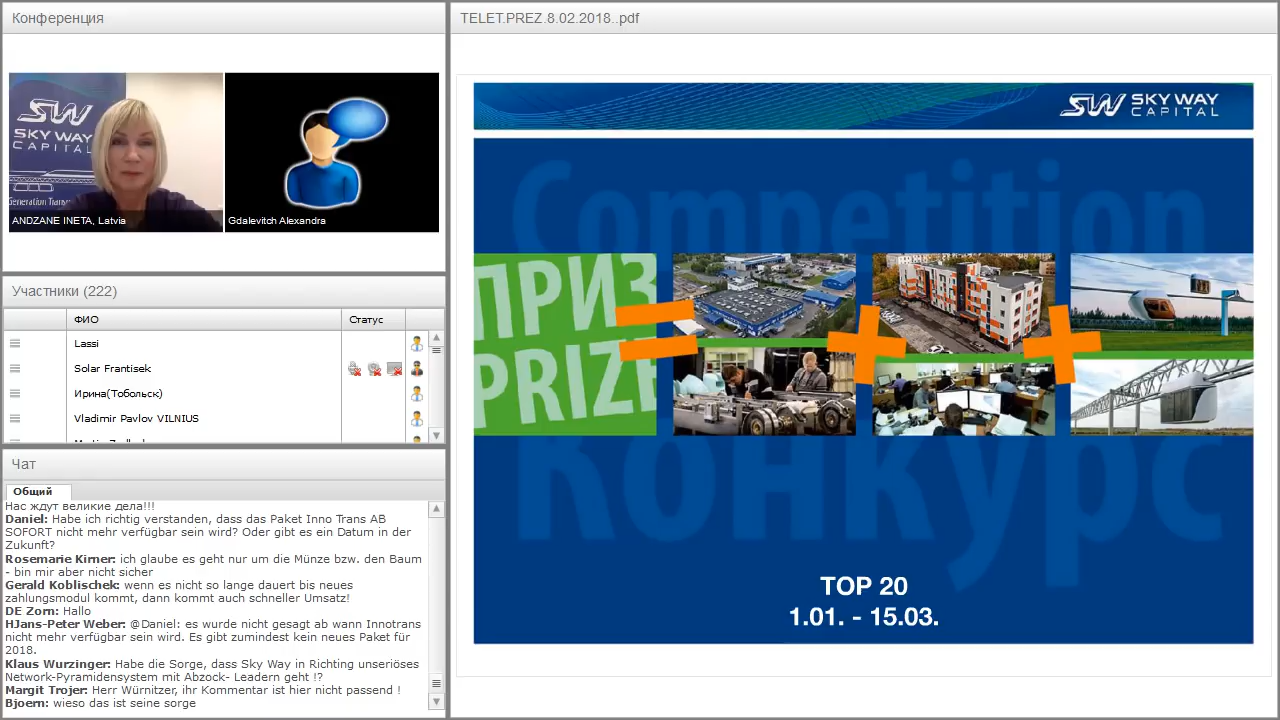 Конференция
SKY WAY
CAPITAL
ANDZANE INETA, Latvia
Gdalevitch Alexandra
Участники (222)
ФИО
Статус
Lassi
Solar Frantisek
Ирина(Тобольск)
Vladimir Pavlov VILNIUS
Чат
Общий
Нас ждут великие дела!!!
Daniel: Habe ich richtig verstanden, dass das Paket Inno Trans AB
SOFORT nicht mehr verfügbar sein wird? Oder gibt es ein Datum in der
Zukunft?
Rosemarie Kirner: ich glaube es geht nur um die Münze bzw. den Baum
- bin mir aber nicht sicher
Gerald Koblischek: wenn es nicht so lange dauert bis neues
zahlungsmodul kommt, dann kommt auch schneller Umsatz!
DE Zorn: Hallo
HJans-Peter Weber: @Daniel: es wurde nicht gesagt ab wann Innotrans
nicht mehr verfügbar sein wird. Es gibt zumindest kein neues Paket für
2018.
Klaus Wurzinger: Habe die Sorge, dass Sky Way in Richting unseriöses
Network-Pyramidensystem mit Abzock- Leadern geht !?
Margit Trojer: Herr Würnitzer, ihr Kommentar ist hier nicht passend !
Bjoern: wieso das ist seine sorge
TELET.PREZ.8.02.2018..pdf
SW SKY WAY
CAPITAL
Competition
ПРИЗ
PRIZE
Конкурс
TOP 20
1.01. - 15.03.